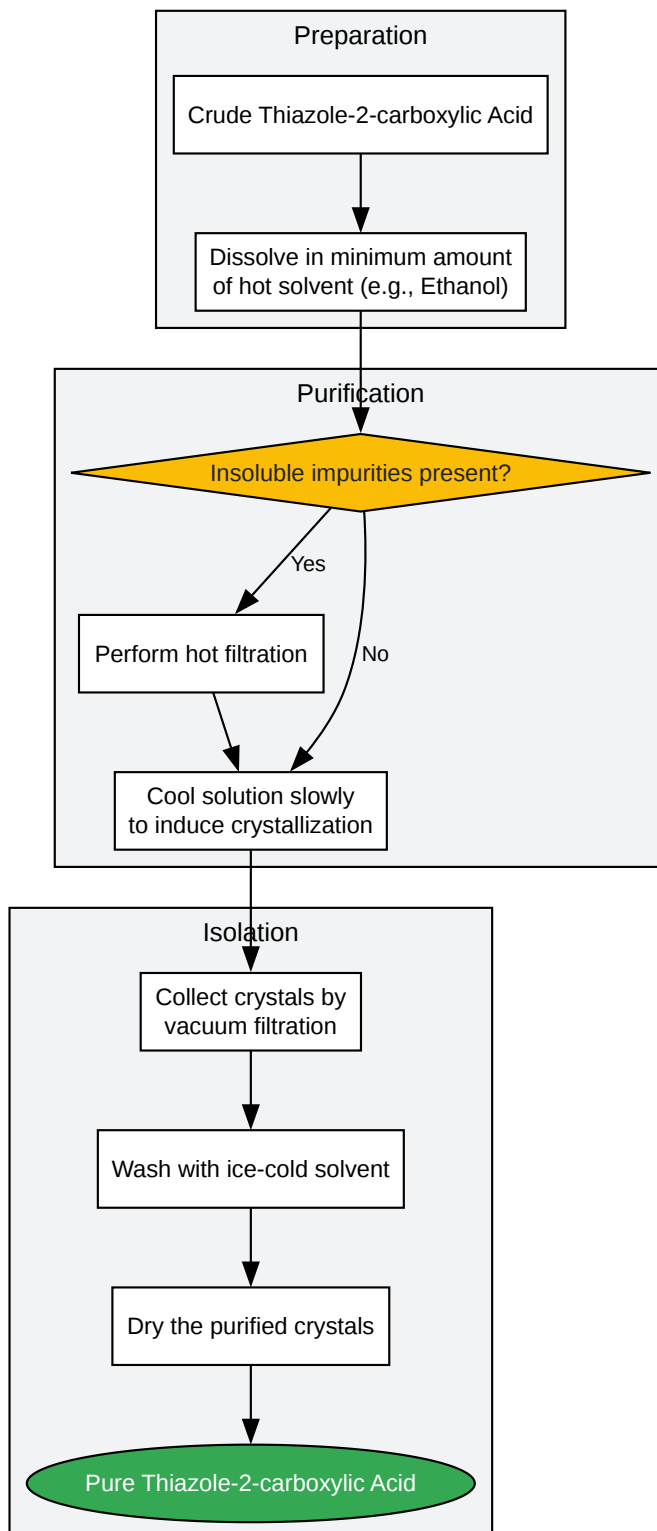 Preparation
Crude Thiazole-2-carboxylic Acid
Dissolve in minimum amount
of hot solvent (e.g., Ethanol)
Purification
Insoluble impurities present?
Yes
Perform hot filtration
No
Cool solution slowly
to induce crystallization
Isolation
Collect crystals by
vacuum filtration
Wash with ice-cold solvent
Dry the purified crystals
Pure Thiazole-2-carboxylic Acid